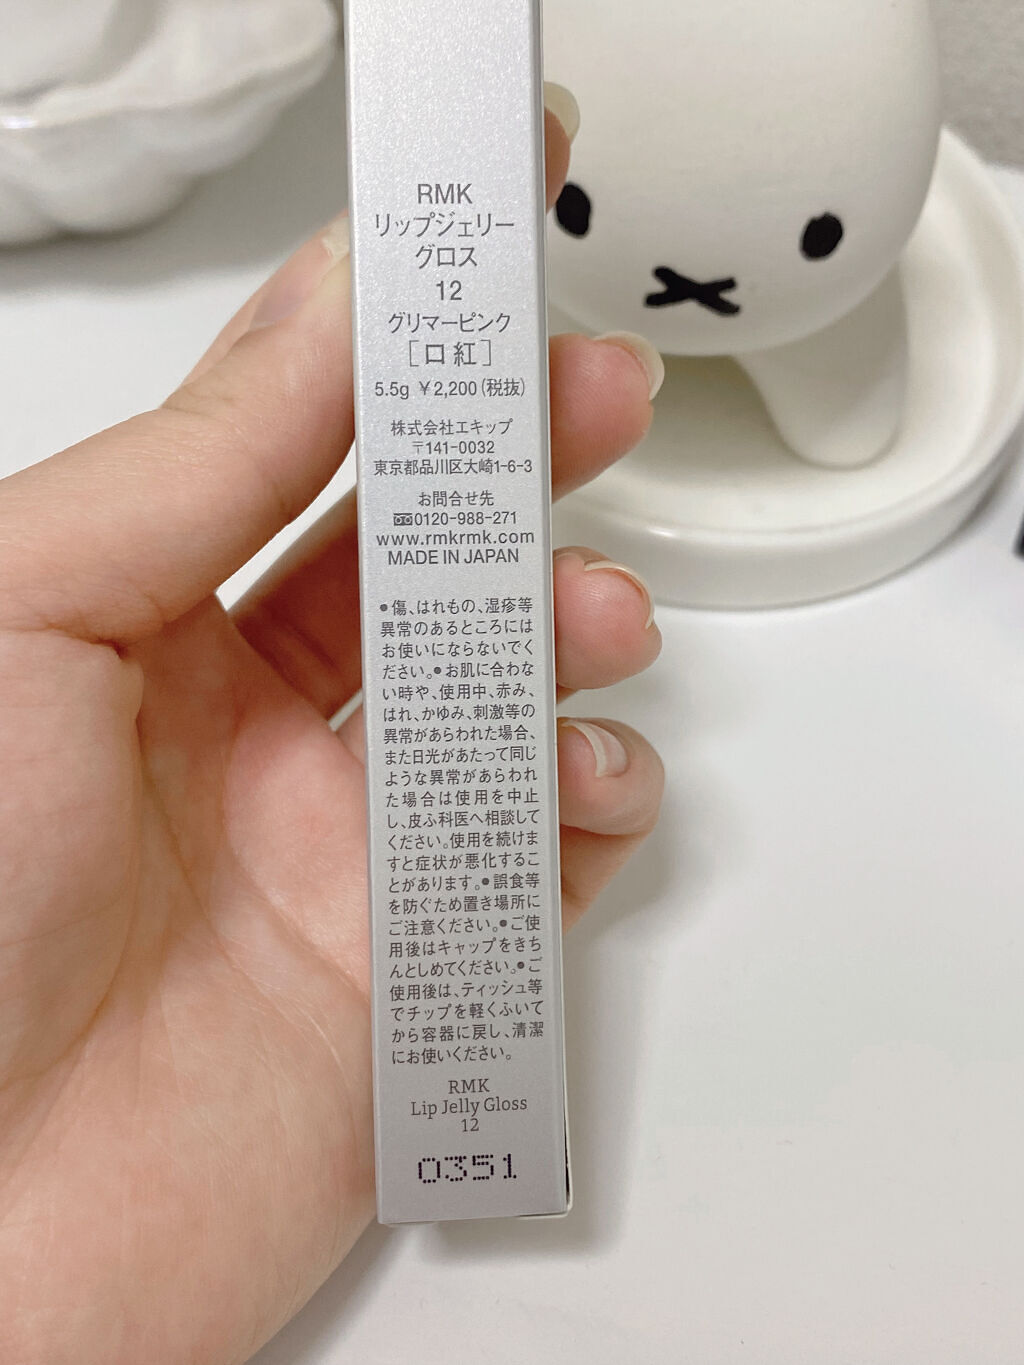 RMK
リップジェリー
グロス
12
グリマーピンク
［口紅］
5.5g ￥2,200(税抜)
株式会社エキップ
〒141-0032
東京都品川区大崎1-6-3
お問合せ先
0120-988-271
www.rmkrmk.com
MADE IN JAPAN
●傷、はれもの、湿疹等
異常のあるところには
お使いにならないでく
ださい。●お肌に合わな
い時や、使用中、赤み、
はれ、かゆみ、刺激等の
異常があらわれた場合、
また日光があたって同じ
ような異常があらわれ
た場合は使用を中止
し、皮ふ科医へ相談して
ください。使用を続けま
すと症状が悪化するこ
とがあります。●誤食等
を防ぐため置き場所に
ご注意ください。●ご使
用後はキャップをきち
んとしめてください。●ご
使用後は、ティッシュ等
でチップを軽くふいて
から容器に戻し、清潔
にお使いください。
RMK
Lip Jelly Gloss
12
0351